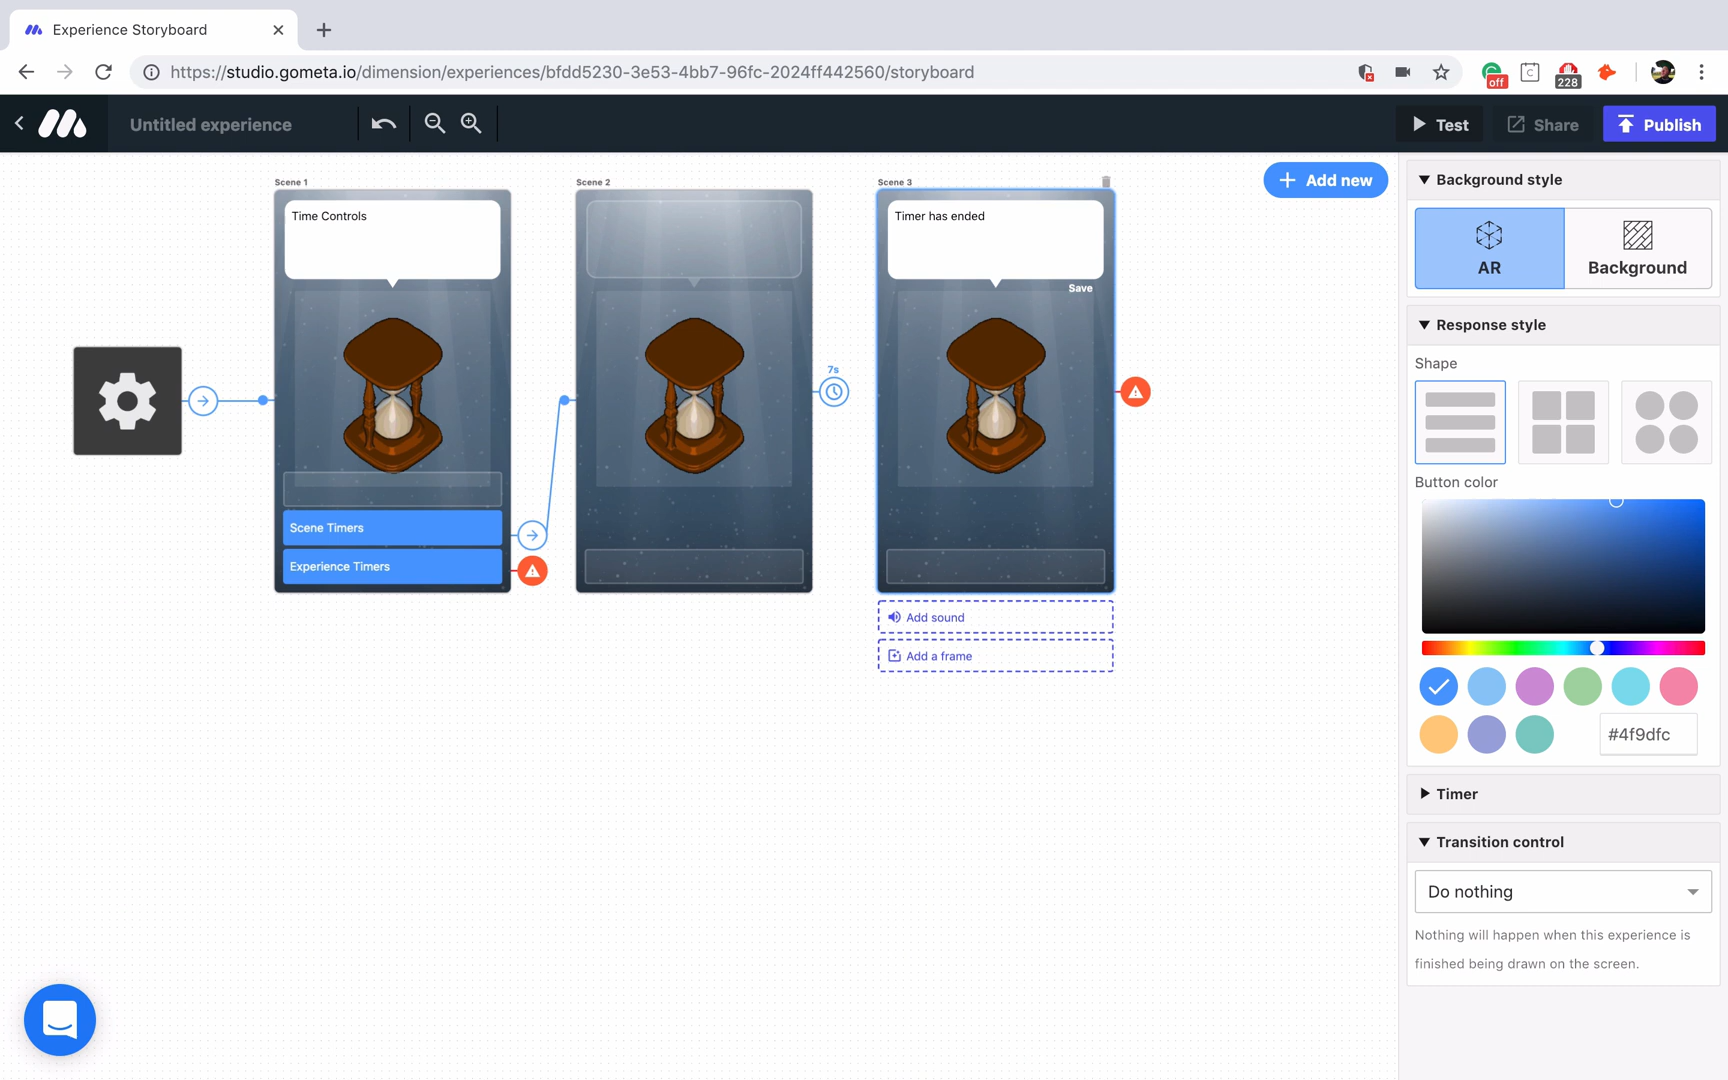 Experience Storyboard
https://studio.gometa.io/dimension/experiences/bfdd5230-3e53-4bb7-96fc-2024ff442560/storyboard
off
C
228
Untitled experience
Test
Share
Publish
Scene 1
Scene 2
Scene 3
Add new
Time Controls
Timer has ended
Save
7s
Scene Timers
Experience Timers
Add sound
Add a frame
Background style
AR
Background
Response style
Shape
Button color
#4f9dfc
Timer
Transition control
Do nothing
Nothing will happen when this experience is
finished being drawn on the screen.